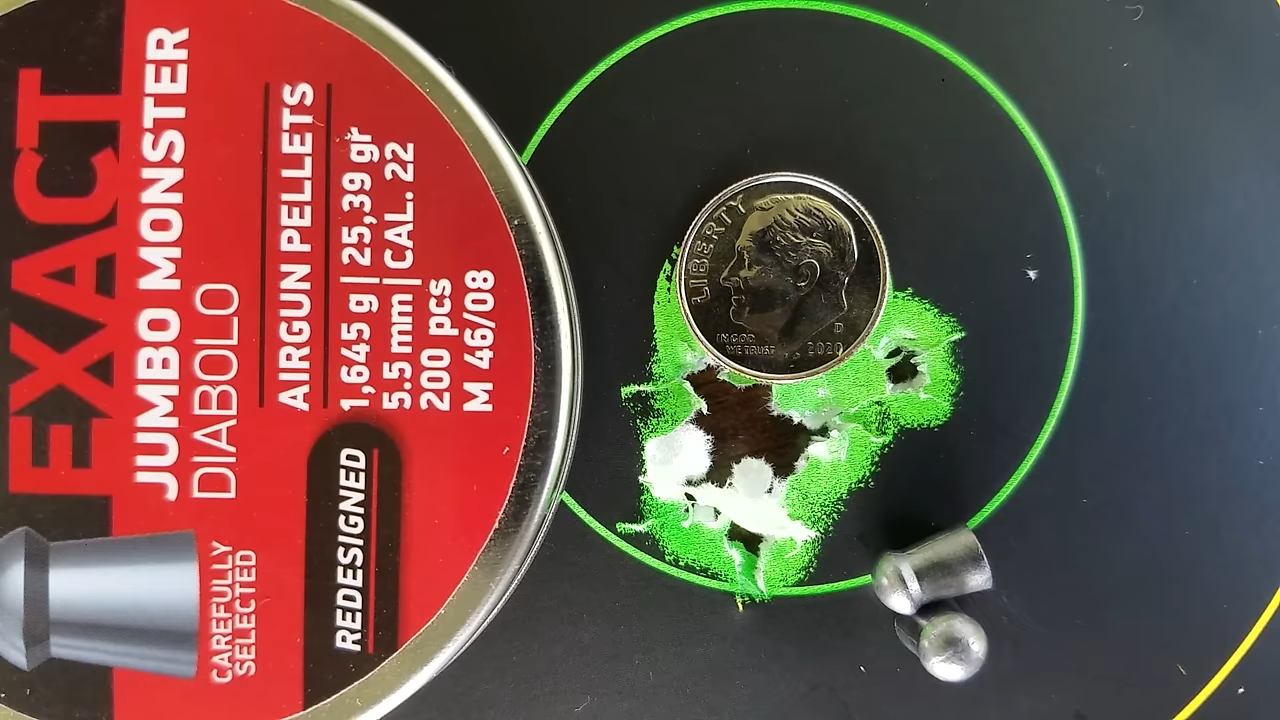 EXACT
JUMBO MONSTER
DIABOLO
AIRGUN PELLETS
1,645 g | 25,39 gr
5.5 mm | CAL. 22
200 pcs
M 46/08
CAREFULLY
SELECTED
REDESIGNED
LIBERTY
IN GOD
WE TRUST
D
2020